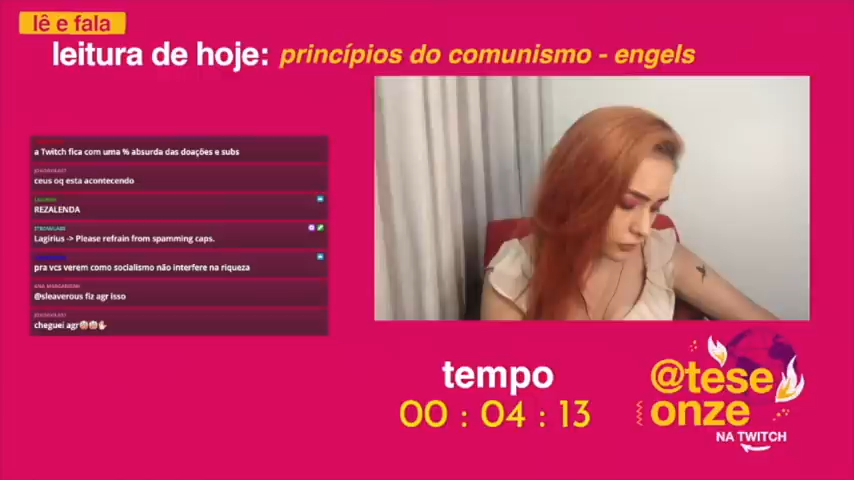 lê e fala
leitura de hoje: princípios do comunismo - engels
a Twitch fica com uma % absurda das doações e subs
ceus oq esta acontecendo
REZALENDA
Lagirius -> Please refrain from spamming caps.
pra vcs verem como socialismo não interfere na riqueza
@sleaverous fiz agr isso
cheguei agr
tempo
00 : 04 : 13
@tese
onze
NA TWITCH